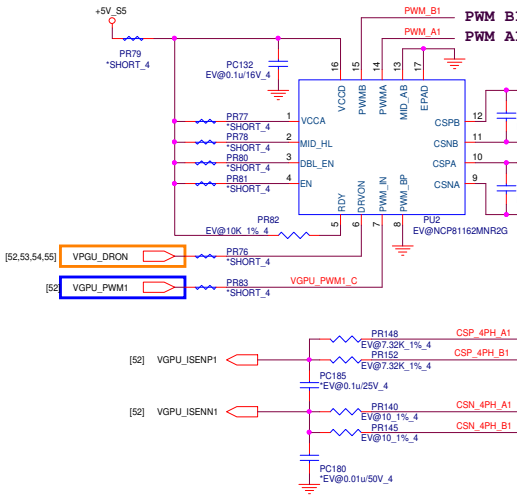 +5V_S5
PWM_B1
PWM B1
PWM_A1
PWM A1
PR79
*SHORT_4
PC132
EV@0.1u/16V_4
16
15
14
13
17
VCCD
PWMB
PWMA
MID_AB
EPAD
PR77
*SHORT_4
1
VCCA
CSPB
12
PR78
*SHORT_4
2
MID_HL
CSNB
11
PR80
*SHORT_4
3
DBL_EN
CSPA
10
PR81
*SHORT_4
4
EN
CSNA
9
RDY
DRVON
PWM_IN
PWM_BP
PR82
EV@10K_1%_4
5
6
7
8
PU2
EV@NCP81162MNR2G
[52,53,54,55]
VPGU_DRON
PR76
*SHORT_4
[52]
VGPU_PWM1
PR83
*SHORT_4
VGPU_PWM1_C
PR148
EV@7.32K_1%_4
CSP_4PH_A1
[52]
VGPU_ISENP1
PR152
EV@7.32K_1%_4
CSP_4PH_B1
PC185
*EV@0.1u/25V_4
[52]
VGPU_ISENN1
PR140
EV@10_1%_4
CSN_4PH_A1
PR145
EV@10_1%_4
CSN_4PH_B1
PC180
*EV@0.01u/50V_4